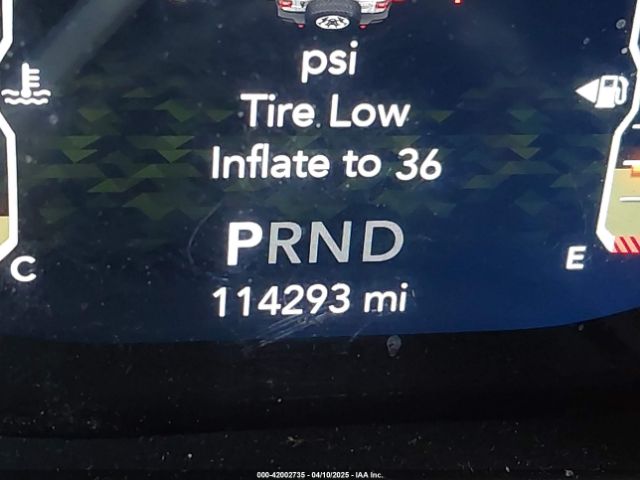 psi
Tire Low
Inflate to 36
PRND
C
E
114293 mi
000-42002735 - 04/10/2025 - IAA Inc.